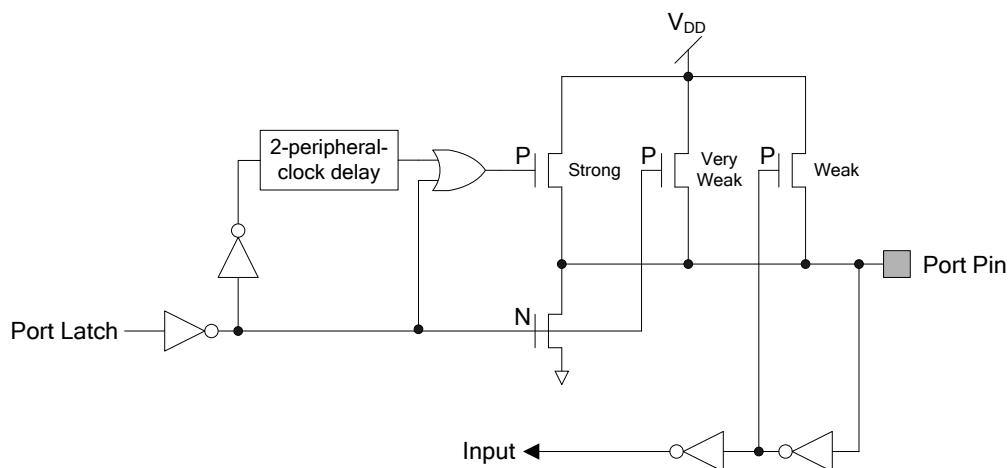 VDD
2-peripheral-
clock delay
P
Strong
P
Very
Weak
P
Weak
Port Pin
Port Latch
N
Input